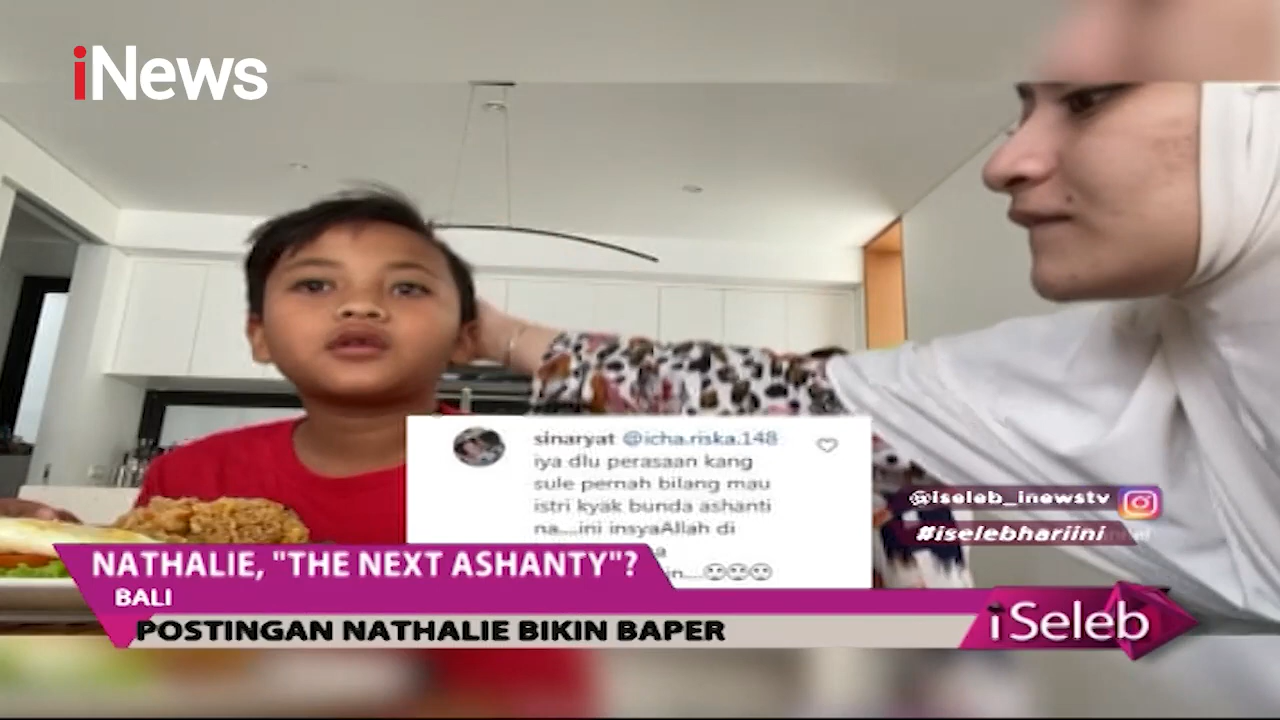 iNews
sinaryat @icha.riska.148
iya dlu perasaan kang
sule pernah bilang mau
istri kyak bunda ashanti
na....ini insyaAllah di
@iseleb_inewstv
#iselebhariini
NATHALIE, "THE NEXT ASHANTY"?
BALI
POSTINGAN NATHALIE BIKIN BAPER
iSeleb